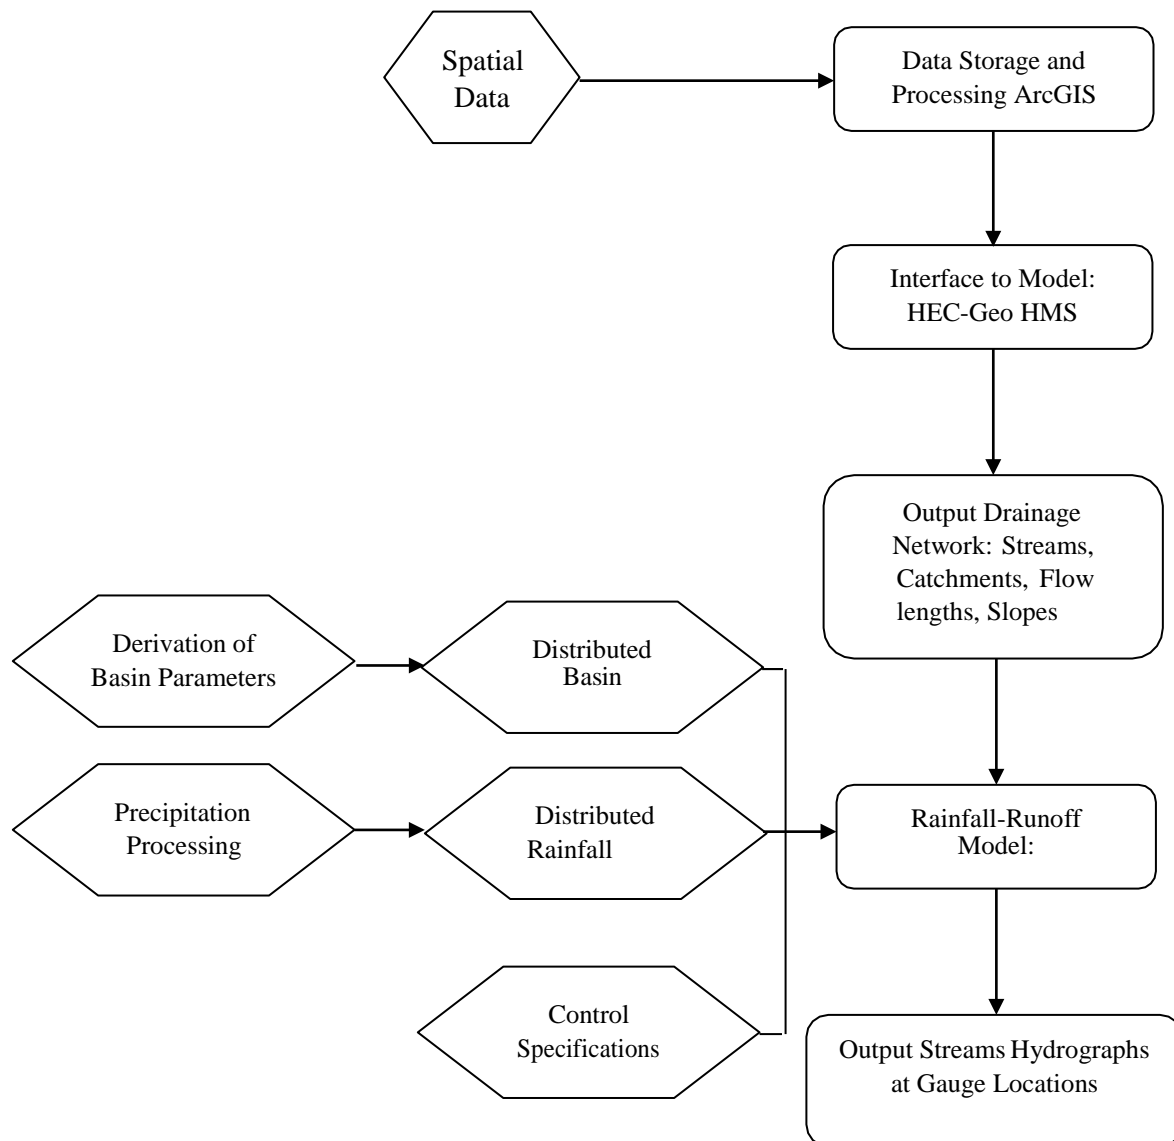 Spatial
Data
Data Storage and
Processing ArcGIS
Interface to Model:
HEC-Geo HMS
Output Drainage
Network: Streams,
Catchments, Flow
lengths, Slopes
Derivation of
Basin Parameters
Distributed
Basin
Precipitation
Processing
Distributed
Rainfall
Rainfall-Runoff
Model:
Control
Specifications
Output Streams Hydrographs
at Gauge Locations